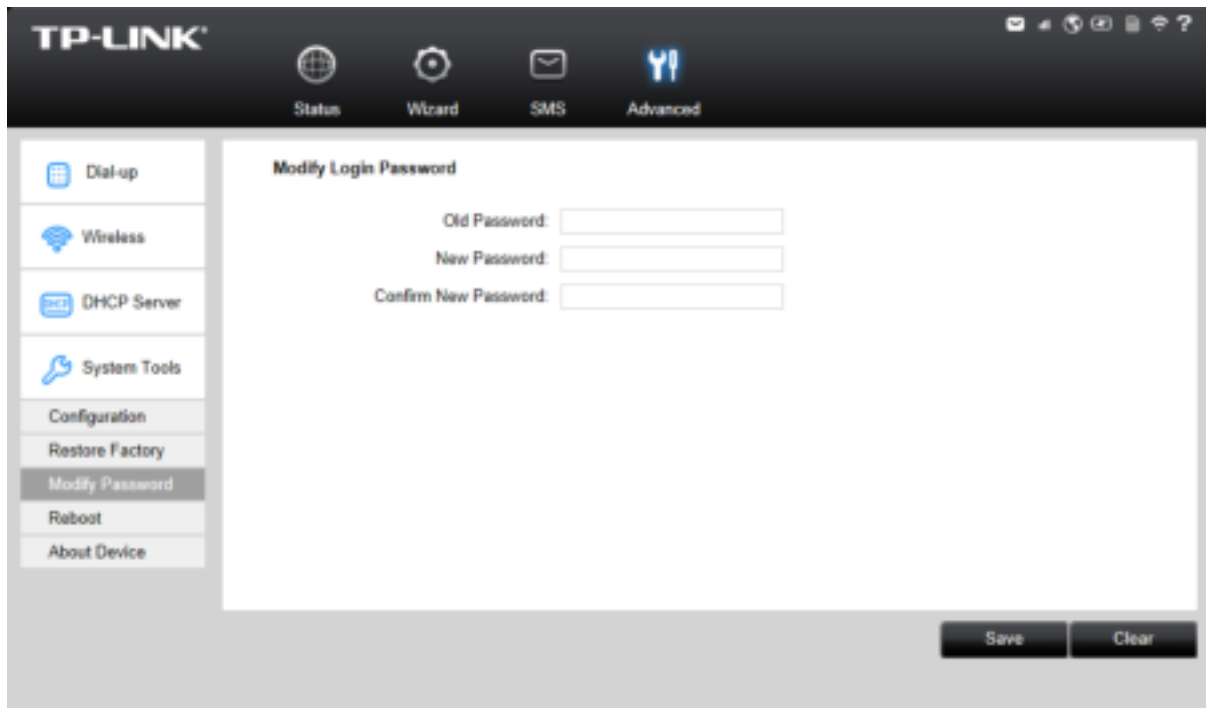 TP-LINK
Status Wizard SMS Advanced
Dial-up
Wireless
DHCP Server
System Tools
Configuration
Restore Factory
Modify Password
Reboot
About Device
Modify Login Password
Old Password:
New Password:
Confirm New Password:
Save Clear